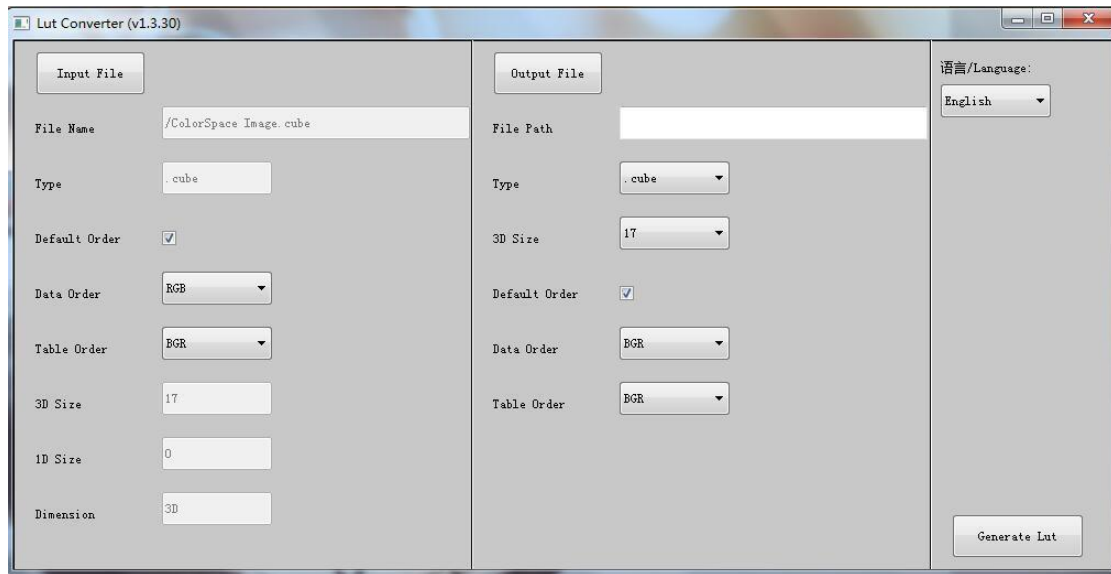 Lut Converter (v1.3.30)
Input File
File Name
/ColorSpace Image.cube
Type
.cube
Default Order
Data Order
RGB
Table Order
BGR
3D Size
17
1D Size
0
Dimension
3D
Output File
File Path
Type
.cube
3D Size
17
Default Order
Data Order
BGR
Table Order
BGR
语言/Language:
English
Generate Lut